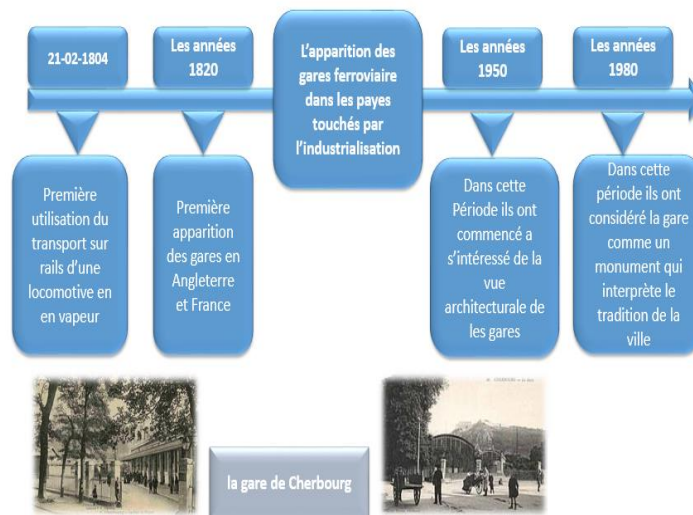 21-02-1804
Les années
1820
L'apparition des
gares ferroviaire
dans les payes
touchés par
l'industrialisation
Les années
1950
Les années
1980
Première
utilisation du
transport sur
rails d'une
locomotive en
en vapeur
Première
apparition
des gares en
Angleterre
et France
Dans cette
Période ils ont
commencé a
s'intéressé de la
vue
architecturale de
les gares
Dans cette
période ils ont
considéré la gare
comme un
monument qui
interprète le
tradition de la
ville
la gare de Cherbourg